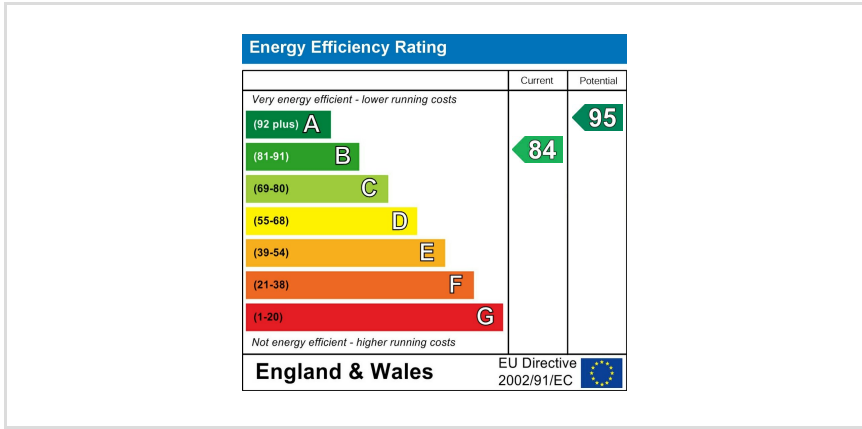 Energy Efficiency Rating
Current Potential
Very energy efficient - lower running costs
(92 plus) A
95
(81-91) B
84
(69-80) C
(55-68) D
(39-54) E
(21-38) F
(1-20) G
Not energy efficient - higher running costs
England & Wales
EU Directive
2002/91/EC